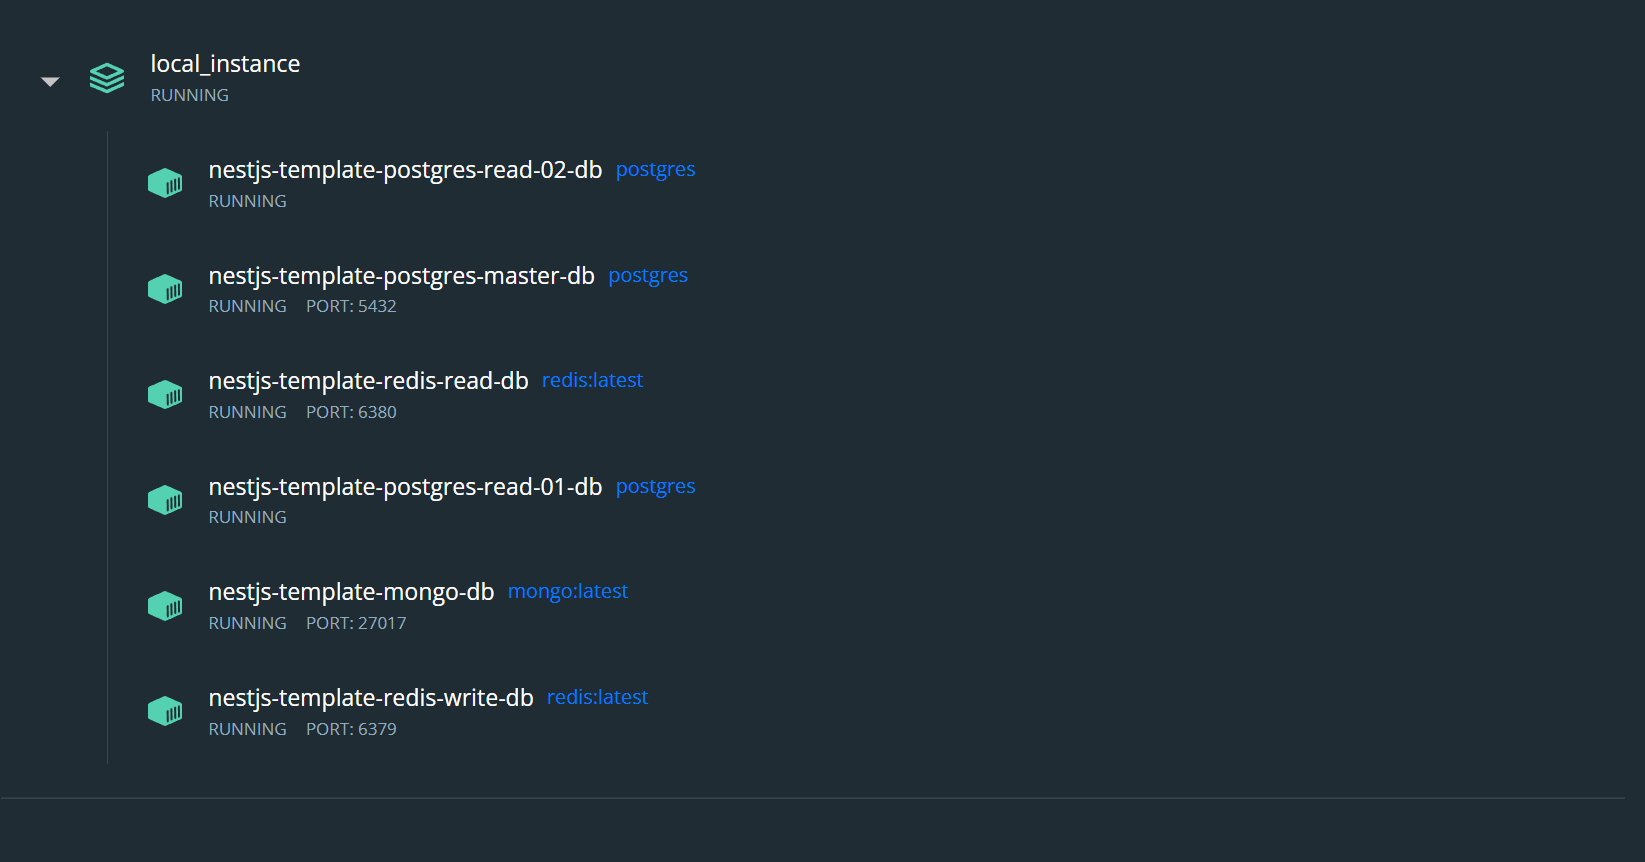 local_instance
RUNNING
nestjs-template-postgres-read-02-db postgres
RUNNING
nestjs-template-postgres-master-db postgres
RUNNING PORT: 5432
nestjs-template-redis-read-db redis:latest
RUNNING PORT: 6380
nestjs-template-postgres-read-01-db postgres
RUNNING
nestjs-template-mongo-db mongo:latest
RUNNING PORT: 27017
nestjs-template-redis-write-db redis:latest
RUNNING PORT: 6379